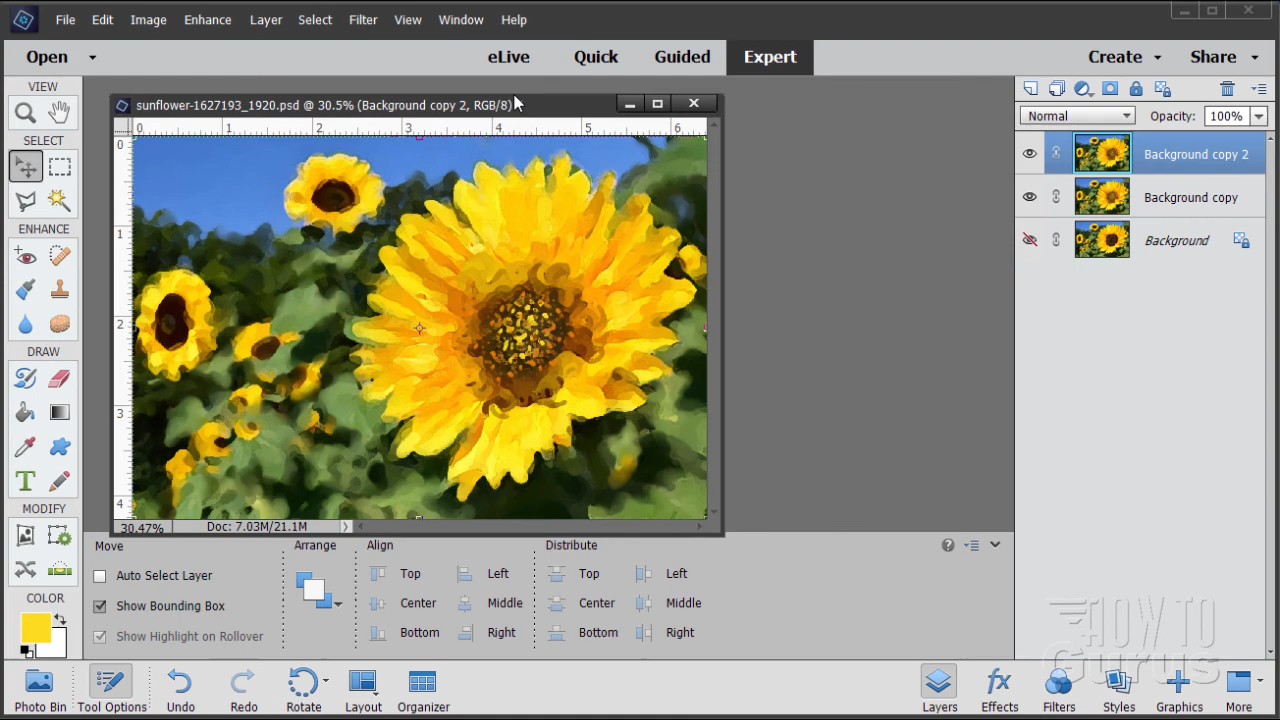 File Edit Image Enhance Layer Select Filter View Window Help
Open eLive Quick Guided Expert Create Share
VIEW
SELECT
ENHANCE
DRAW
MODIFY
COLOR
sunflower-1627193_1920.psd @ 30.5% (Background copy 2, RGB/8)
0 1 2 3 4 5 6
0
1
2
3
4
30.47% Doc: 7.03M/21.1M
Normal Opacity: 100%
Background copy 2
Background copy
Background
Move Arrange Align Distribute
Auto Select Layer Top Left Top Left
Show Bounding Box Center Middle Center Middle
Show Highlight on Rollover Bottom Right Bottom Right
HOW TO
Gurus
Photo Bin Tool Options Undo Redo Rotate Layout Organizer Layers Effects Filters Styles Graphics More